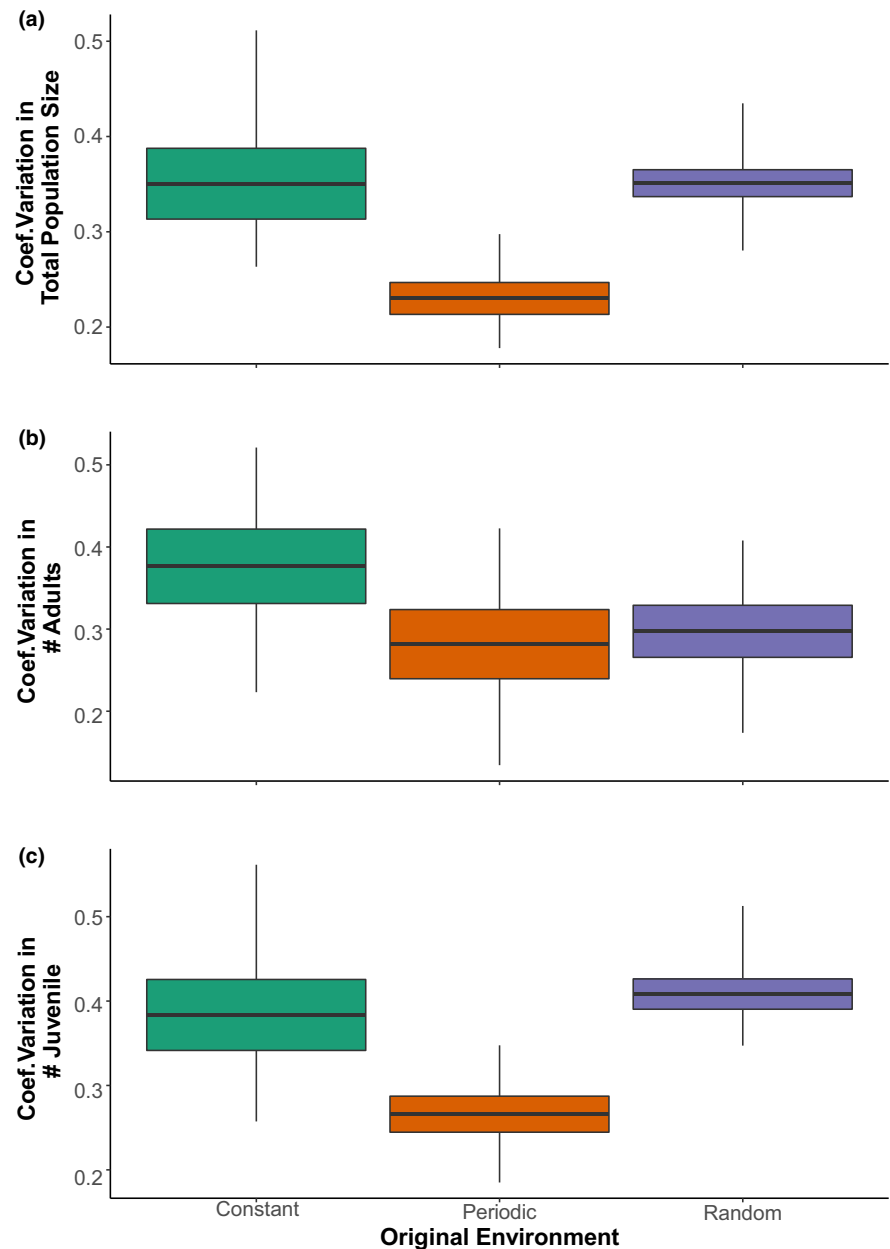 (a)
Coef.Variation in
Total Population Size
0.5
0.4
0.3
0.2
(b)
Coef.Variation in
# Adults
0.5
0.4
0.3
0.2
(c)
Coef.Variation in
# Juvenile
0.5
0.4
0.3
0.2
Constant Periodic Random
Original Environment